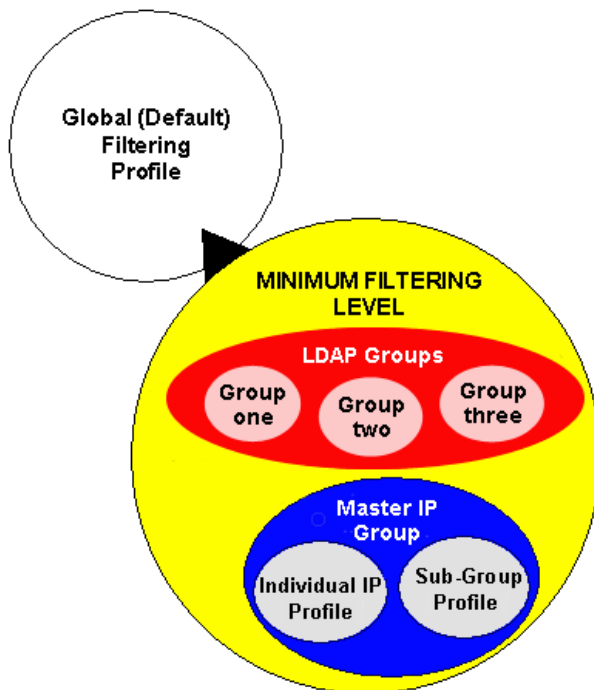 Global (Default)
Filtering
Profile
MINIMUM FILTERING
LEVEL
LDAP Groups
Group
one
Group
two
Group
three
Master IP
Group
Individual IP
Profile
Sub-Group
Profile